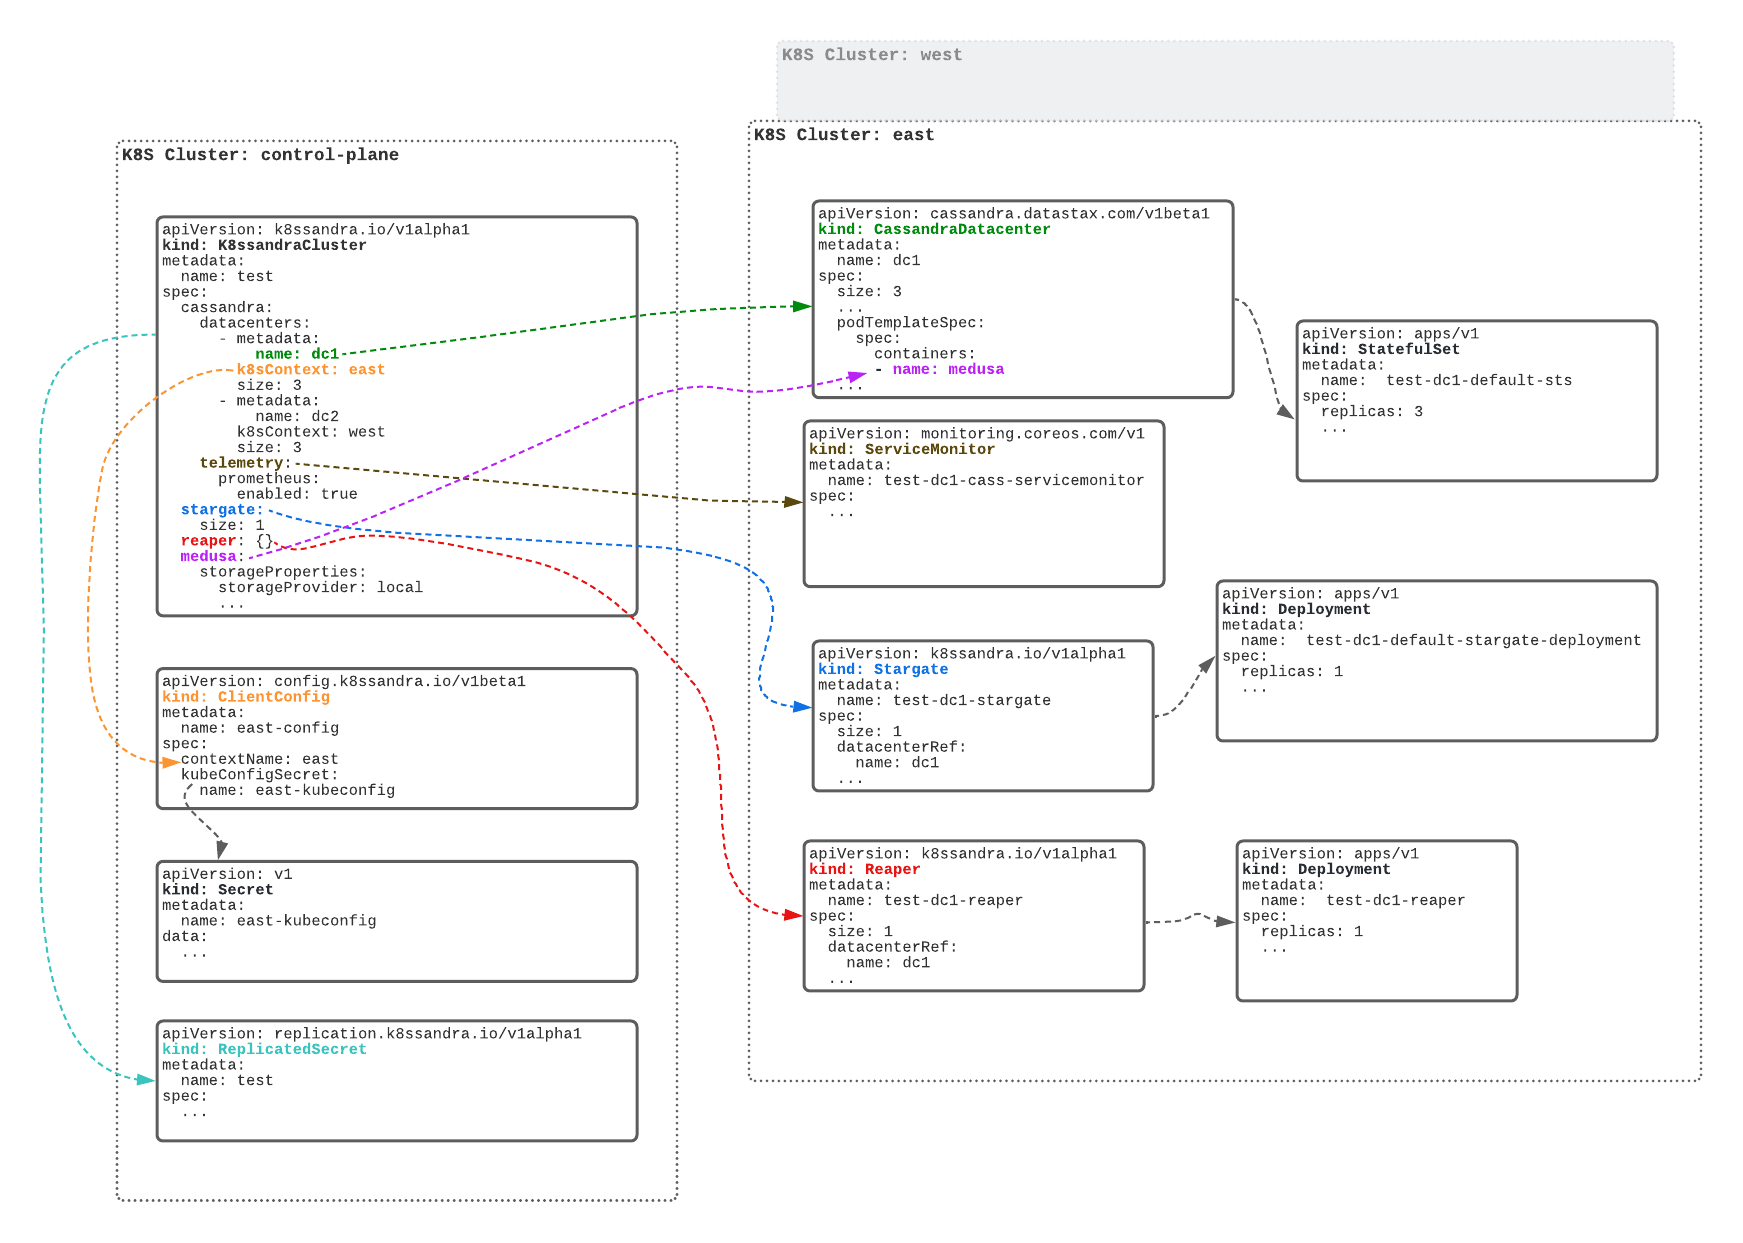 K8S Cluster: west
K8S Cluster: east
K8S Cluster: control-plane
apiVersion: k8ssandra.io/v1alpha1
kind: K8ssandraCluster
metadata:
  name: test
spec:
  cassandra:
    datacenters:
      - metadata:
          name: dc1
        k8sContext: east
        size: 3
      - metadata:
          name: dc2
        k8sContext: west
        size: 3
    telemetry:
      prometheus:
        enabled: true
  stargate:
    size: 1
  reaper: {}
  medusa:
    storageProperties:
      storageProvider: local
      ...
apiVersion: config.k8ssandra.io/v1beta1
kind: ClientConfig
metadata:
  name: east-config
spec:
  contextName: east
  kubeConfigSecret:
    name: east-kubeconfig
apiVersion: v1
kind: Secret
metadata:
  name: east-kubeconfig
data:
  ...
apiVersion: replication.k8ssandra.io/v1alpha1
kind: ReplicatedSecret
metadata:
  name: test
spec:
  ...
apiVersion: cassandra.datastax.com/v1beta1
kind: CassandraDatacenter
metadata:
  name: dc1
spec:
  size: 3
  ...
  podTemplateSpec:
    spec:
      containers:
      - name: medusa
  ...
apiVersion: apps/v1
kind: StatefulSet
metadata:
  name:  test-dc1-default-sts
spec:
  replicas: 3
  ...
apiVersion: monitoring.coreos.com/v1
kind: ServiceMonitor
metadata:
  name: test-dc1-cass-servicemonitor
spec:
  ...
apiVersion: k8ssandra.io/v1alpha1
kind: Stargate
metadata:
  name: test-dc1-stargate
spec:
  size: 1
  datacenterRef:
    name: dc1
  ...
apiVersion: apps/v1
kind: Deployment
metadata:
  name:  test-dc1-default-stargate-deployment
spec:
  replicas: 1
  ...
apiVersion: k8ssandra.io/v1alpha1
kind: Reaper
metadata:
  name: test-dc1-reaper
spec:
  size: 1
  datacenterRef:
    name: dc1
  ...
apiVersion: apps/v1
kind: Deployment
metadata:
  name:  test-dc1-reaper
spec:
  replicas: 1
  ...